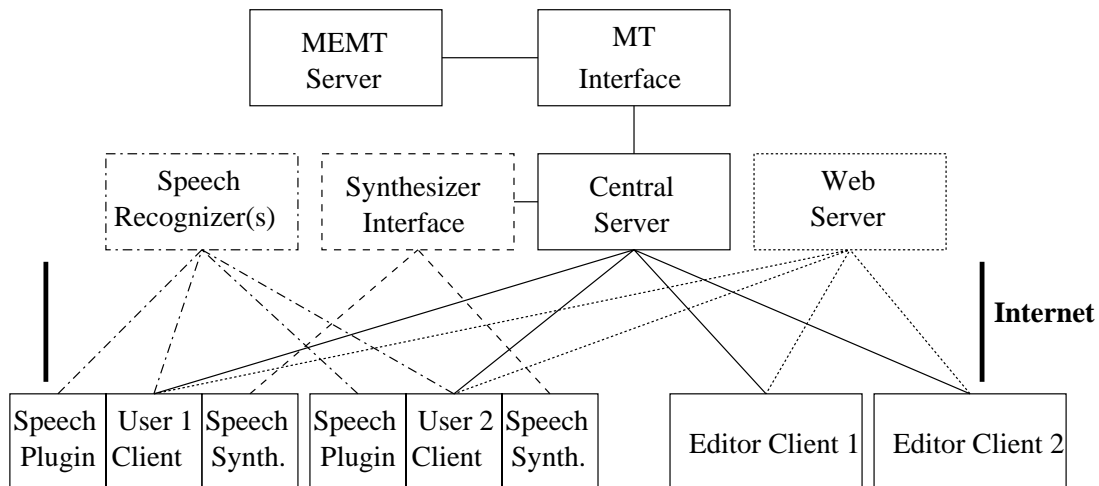 MEMT
Server
MT
Interface
Speech
Recognizer(s)
Synthesizer
Interface
Central
Server
Web
Server
Internet
Speech
Plugin
User 1
Client
Speech
Synth.
Speech
Plugin
User 2
Client
Speech
Synth.
Editor Client 1
Editor Client 2